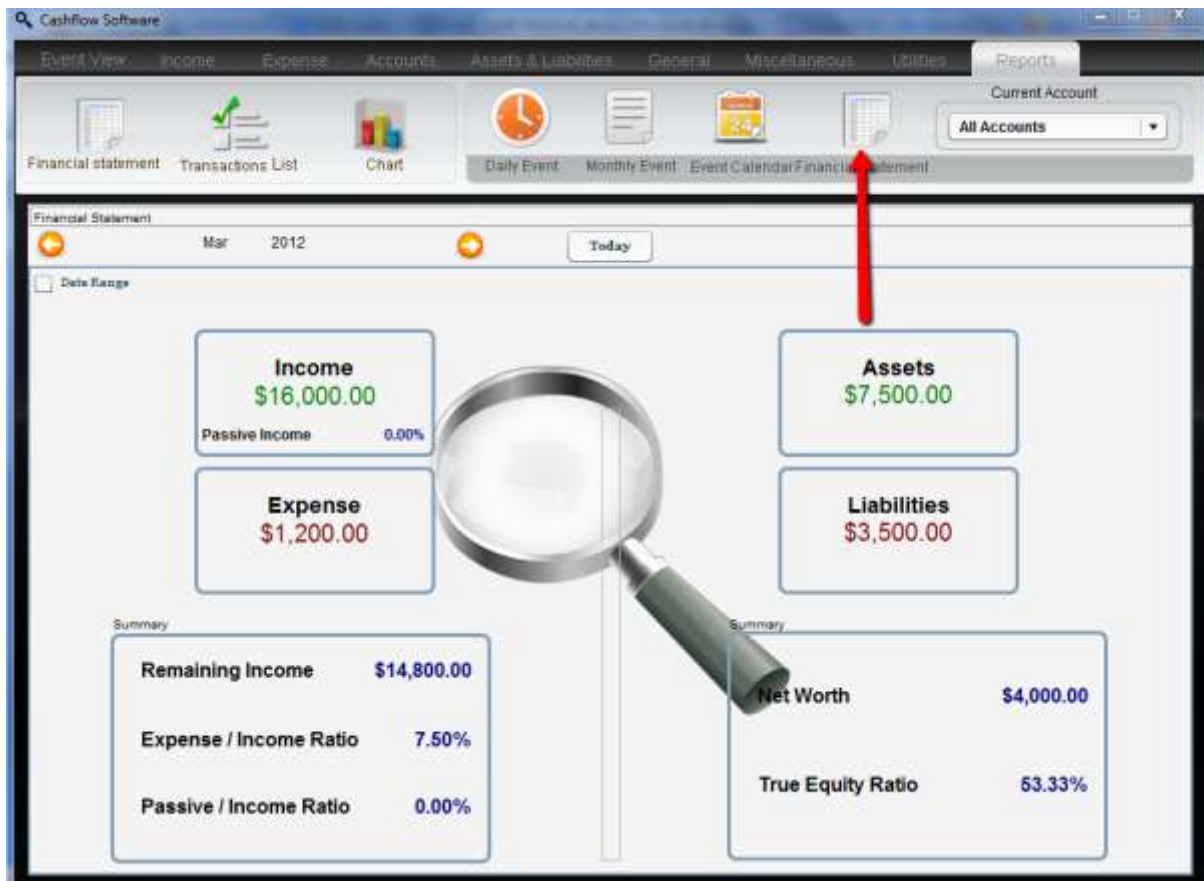 Cashflow Software
Event View Income Expense Accounts Assets & Liabilities General Miscellaneous Utilities Reports
Current Account
All Accounts
Financial statement Transactions List Chart Daily Event Monthly Event Event Calendar Financial Statement
24
Financial Statement
Mar 2012 Today
Date Range
Income
$16,000.00
Passive Income 0.00%
Assets
$7,500.00
Expense
$1,200.00
Liabilities
$3,500.00
Summary
Remaining Income $14,800.00
Expense / Income Ratio 7.50%
Passive / Income Ratio 0.00%
Summary
Net Worth $4,000.00
True Equity Ratio 53.33%